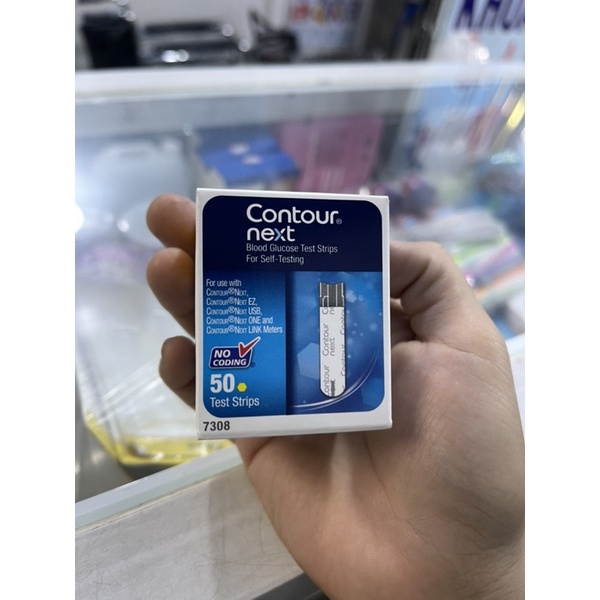 Contour®
next
Blood Glucose Test Strips
For Self-Testing
For use with
CONTOUR®NEXT,
CONTOUR®NEXT EZ,
CONTOUR®NEXT USB,
CONTOUR®NEXT ONE and
CONTOUR®NEXT LINK Meters
NO
CODING
50
Test Strips
Contour
next
Contour
7308